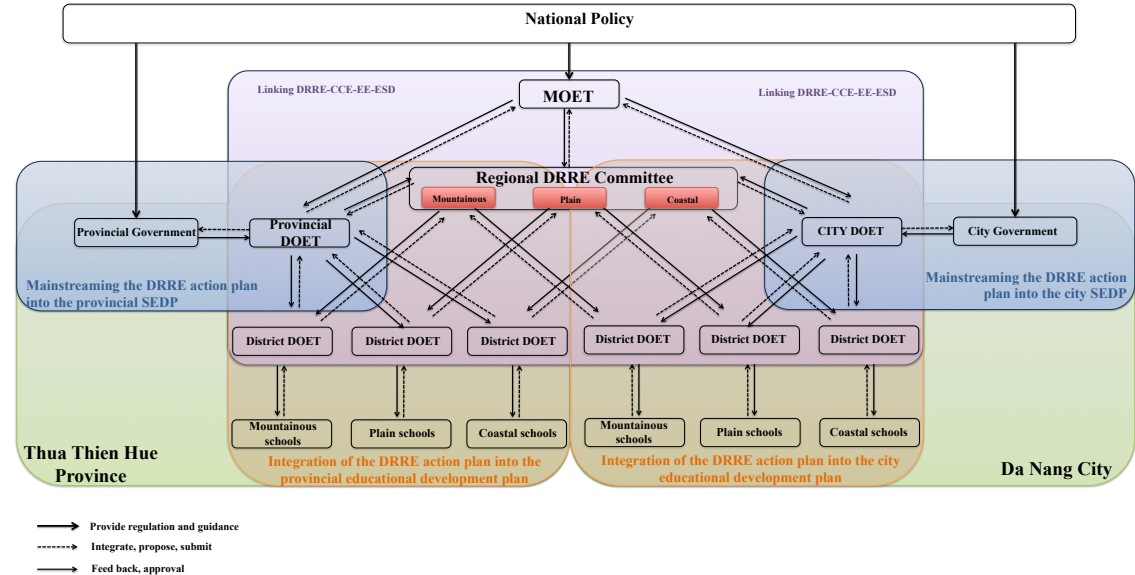 National Policy
Linking DRRE-CCE-EE-ESD
Linking DRRE-CCE-EE-ESD
MOET
Regional DRRE Committee
Mountainous
Plain
Coastal
Provincial Government
Provincial
DOET
CITY DOET
City Government
Mainstreaming the DRRE action plan
into the provincial SEDP
Mainstreaming the DRRE action
plan into the city SEDP
District DOET
District DOET
District DOET
District DOET
District DOET
District DOET
Mountainous
schools
Plain schools
Coastal schools
Mountainous
schools
Plain schools
Coastal schools
Thua Thien Hue
Province
Integration of the DRRE action plan into the
provincial educational development plan
Integration of the DRRE action plan into the city
educational development plan
Da Nang City
Provide regulation and guidance
Integrate, propose, submit
Feed back, approval